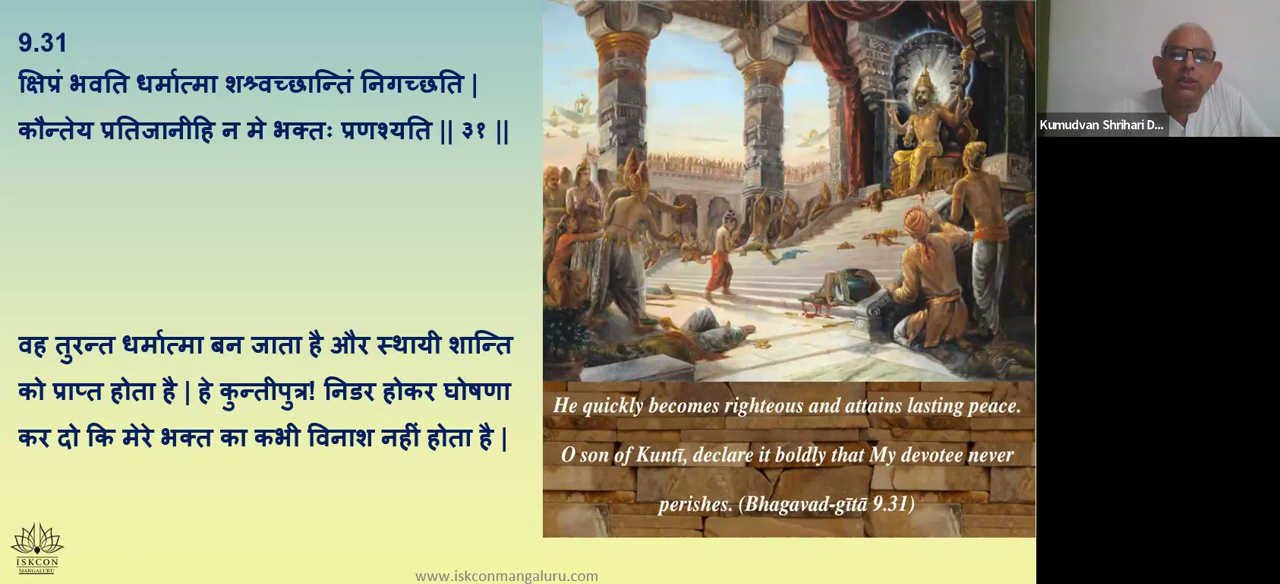 9.31
क्षिप्रं भवति धर्मात्मा शश्र्वच्छान्तिं निगच्छति |
कौन्तेय प्रतिजानीहि न मे भक्तः प्रणश्यति || ३१ ||
वह तुरन्त धर्मात्मा बन जाता है और स्थायी शान्ति
को प्राप्त होता है | हे कुन्तीपुत्र! निडर होकर घोषणा
कर दो कि मेरे भक्त का कभी विनाश नहीं होता है |
He quickly becomes righteous and attains lasting peace.
O son of Kuntī, declare it boldly that My devotee never
perishes. (Bhagavad-gītā 9.31)
Kumudvan Shrihari D...
ISKCON
MANGALURU
www.iskconmangaluru.com